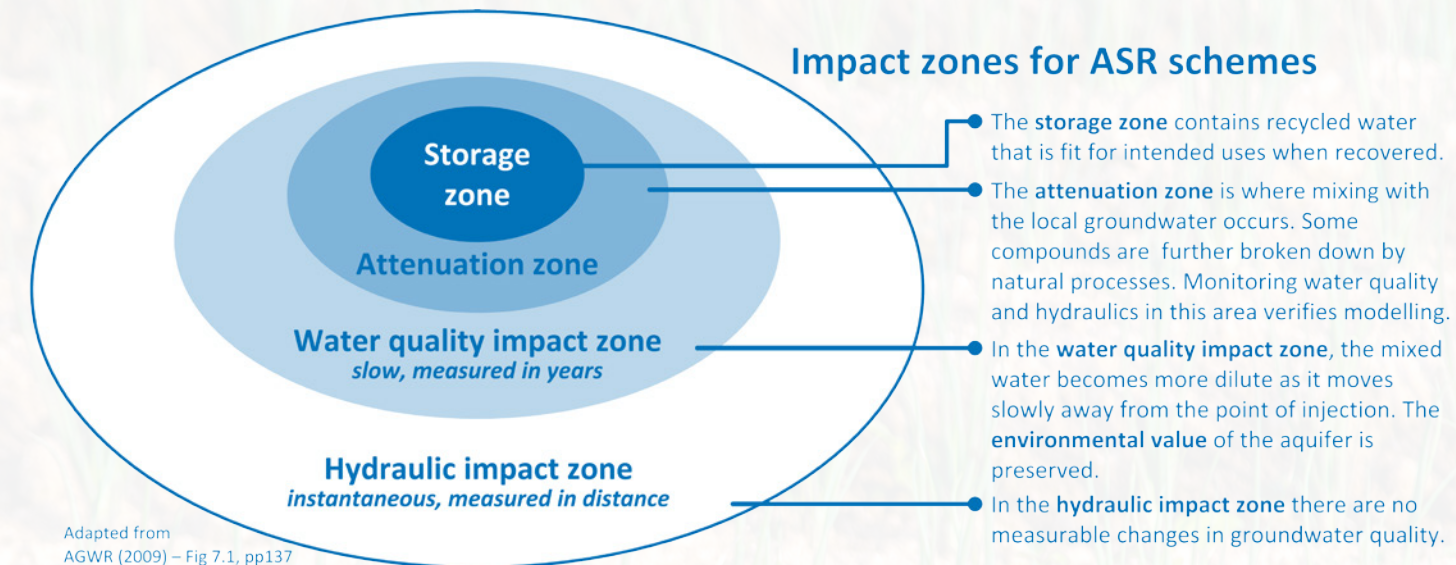 Impact zones for ASR schemes
Storage
zone
Attenuation zone
Water quality impact zone
slow, measured in years
Hydraulic impact zone
instantaneous, measured in distance
The storage zone contains recycled water
that is fit for intended uses when recovered.
The attenuation zone is where mixing with
the local groundwater occurs. Some
compounds are further broken down by
natural processes. Monitoring water quality
and hydraulics in this area verifies modelling.
In the water quality impact zone, the mixed
water becomes more dilute as it moves
slowly away from the point of injection. The
environmental value of the aquifer is
preserved.
In the hydraulic impact zone there are no
measurable changes in groundwater quality.
Adapted from
AGWR (2009) – Fig 7.1, pp137